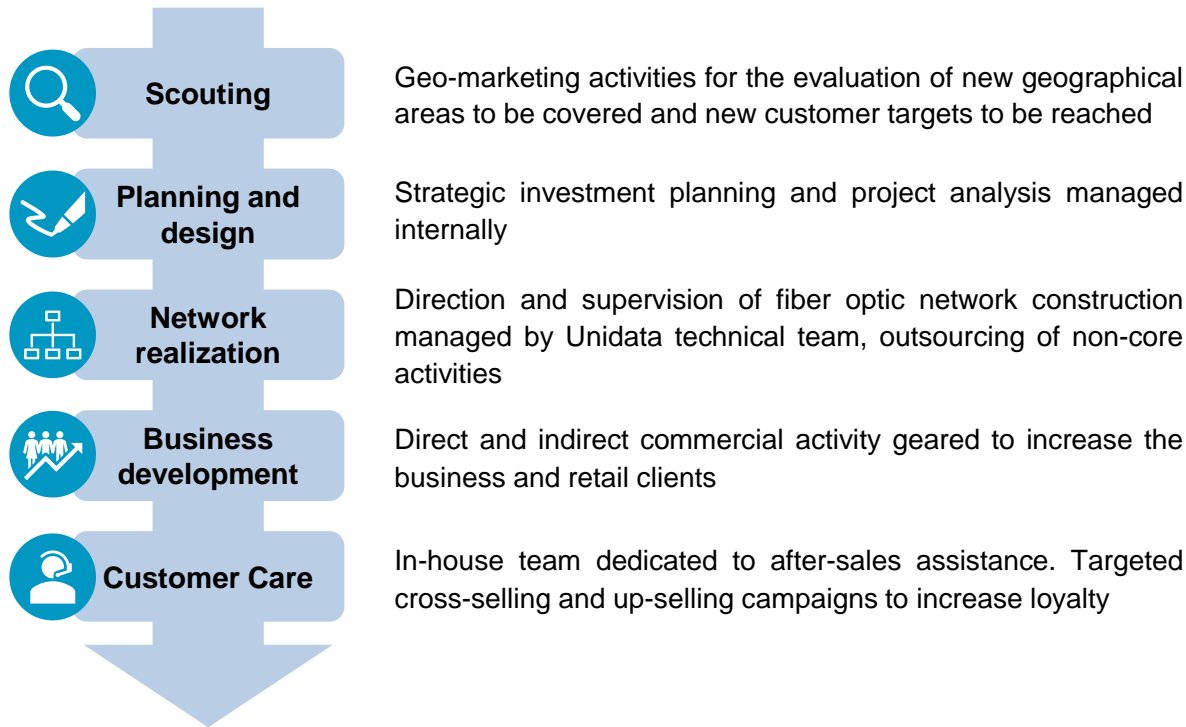 Scouting
Geo-marketing activities for the evaluation of new geographical
areas to be covered and new customer targets to be reached
Planning and
design
Strategic investment planning and project analysis managed
internally
Network
realization
Direction and supervision of fiber optic network construction
managed by Unidata technical team, outsourcing of non-core
activities
Business
development
Direct and indirect commercial activity geared to increase the
business and retail clients
Customer Care
In-house team dedicated to after-sales assistance. Targeted
cross-selling and up-selling campaigns to increase loyalty